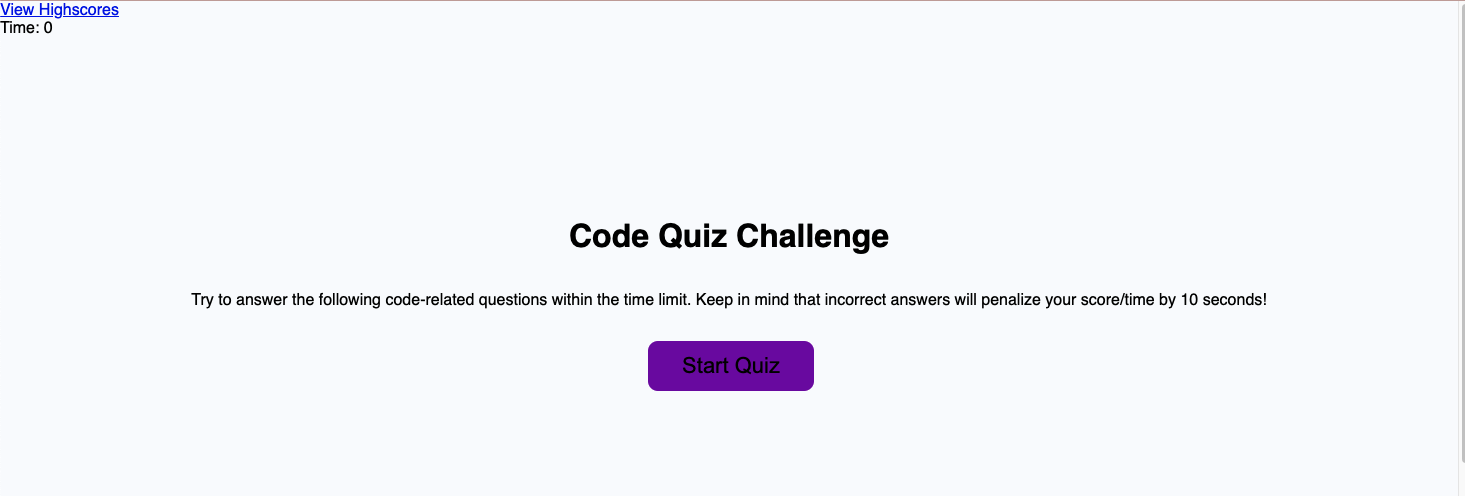 View Highscores
Time: 0
Code Quiz Challenge
Try to answer the following code-related questions within the time limit. Keep in mind that incorrect answers will penalize your score/time by 10 seconds!
Start Quiz